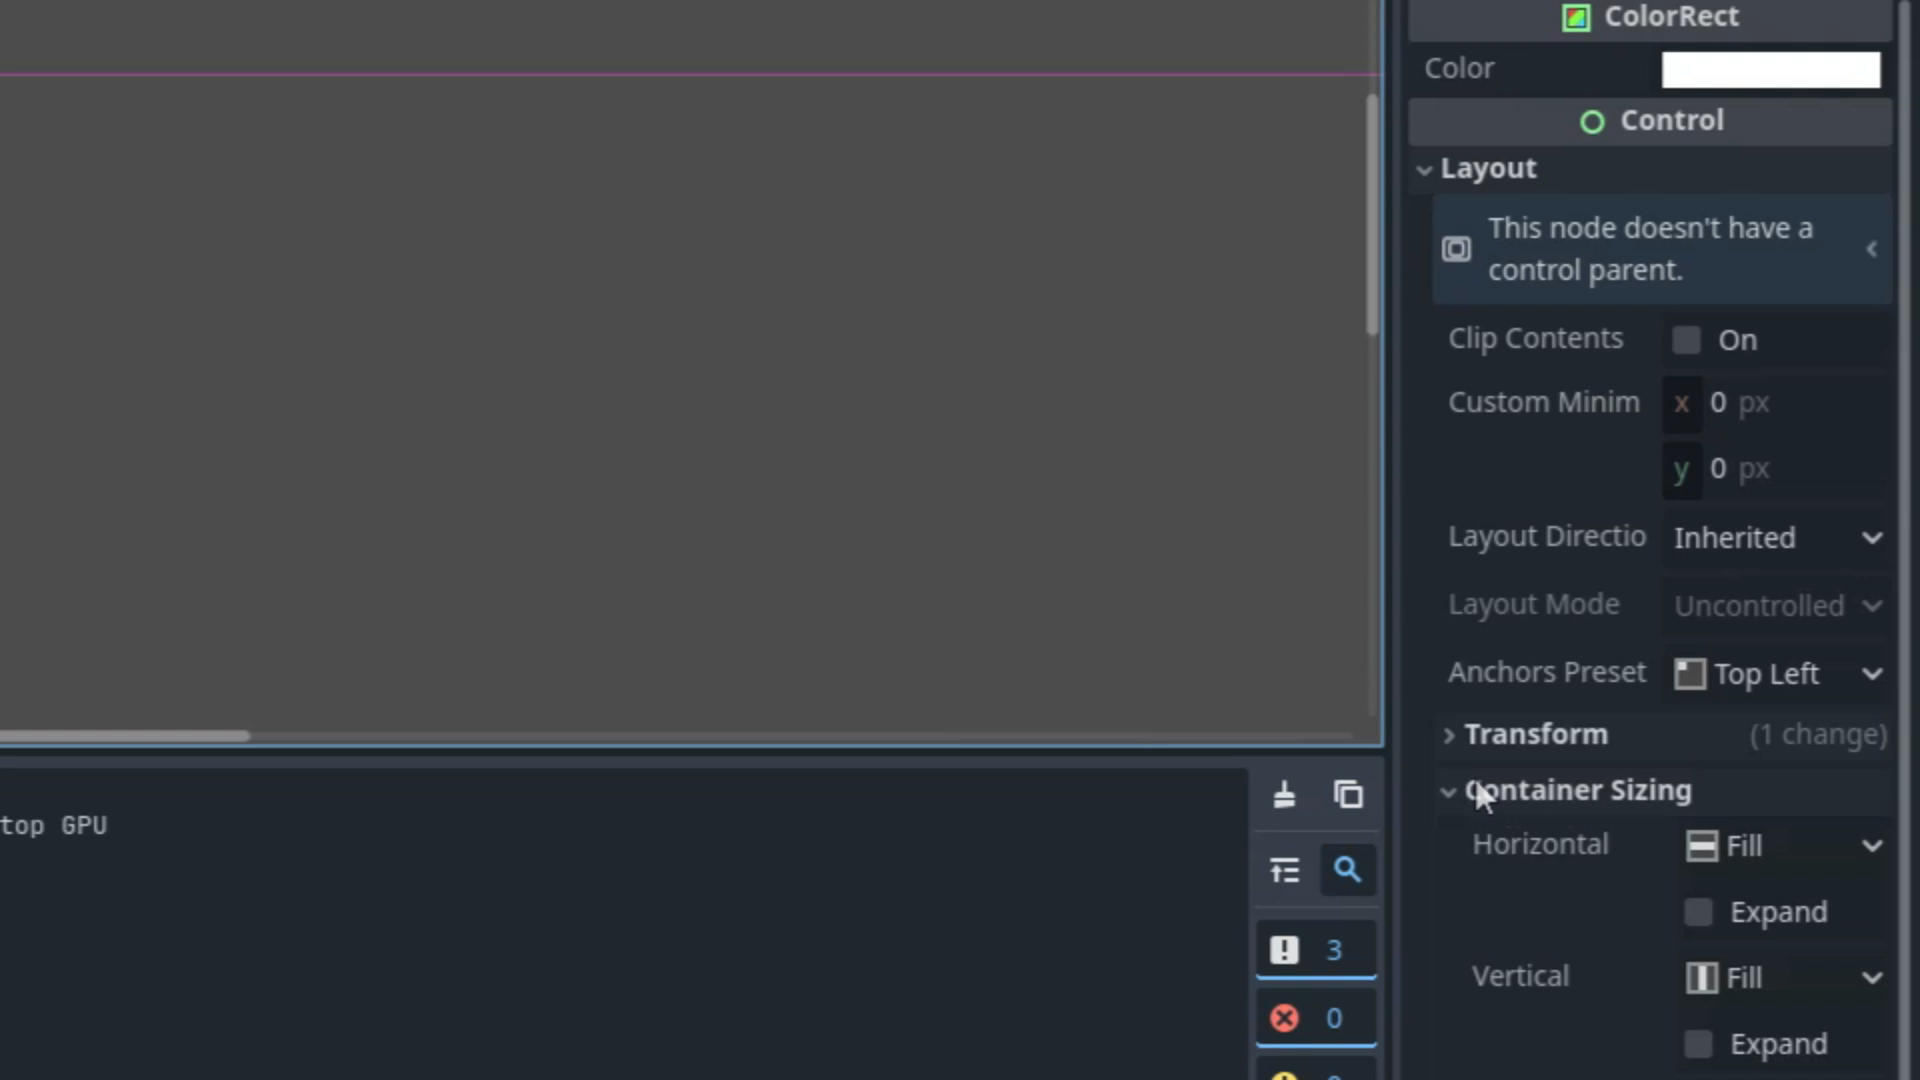 ColorRect
Color
Control
Layout
This node doesn't have a
control parent.
Clip Contents On
Custom Minim x 0 px
y 0 px
Layout Directio Inherited
Layout Mode Uncontrolled
Anchors Preset Top Left
Transform (1 change)
Container Sizing
Horizontal Fill
Expand
Vertical Fill
Expand
top GPU
3
0